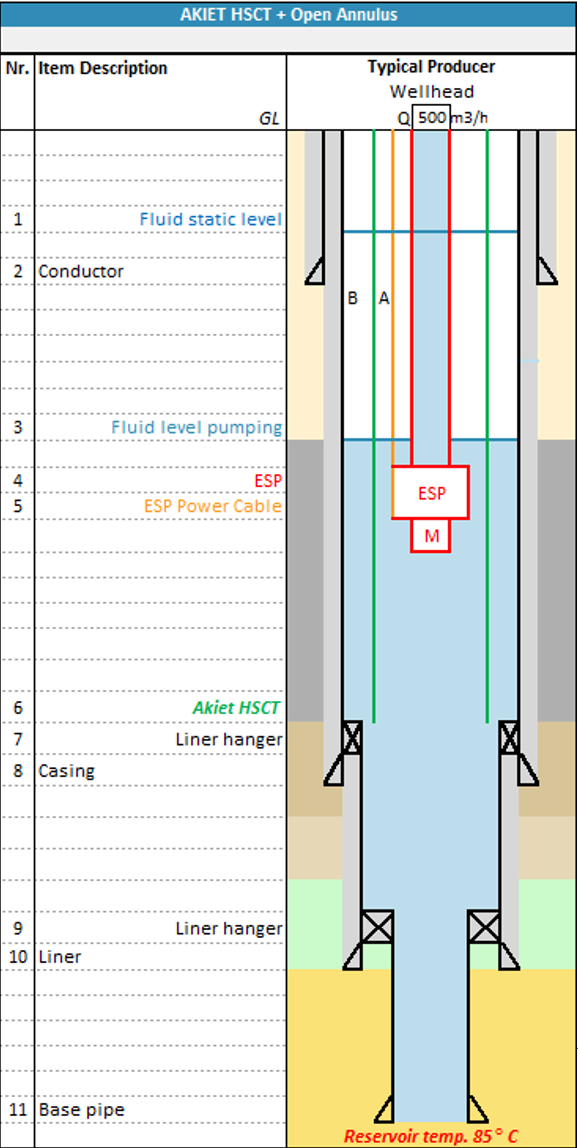 AKIET HSCT + Open Annulus
Nr. Item Description
Typical Producer
Wellhead
GL
Q 500 m3/h
1 Fluid static level
2 Conductor
B A
3 Fluid level pumping
4 ESP
5 ESP Power Cable
ESP
M
6 Akiet HSCT
7 Liner hanger
8 Casing
9 Liner hanger
10 Liner
11 Base pipe
Reservoir temp. 85° C